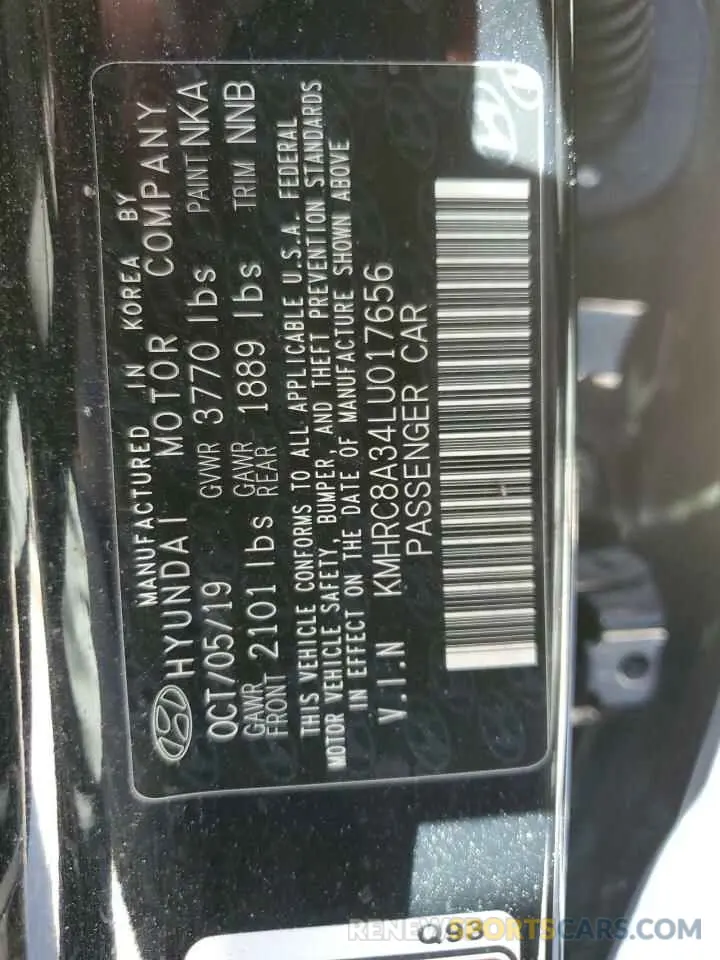 MANUFACTURED IN KOREA BY
HYUNDAI MOTOR COMPANY
OCT/05/19 GVWR 3770 lbs PAINT NKA
GAWR FRONT 2101 lbs GAWR REAR 1889 lbs TRIM NNB
THIS VEHICLE CONFORMS TO ALL APPLICABLE U.S.A. FEDERAL
MOTOR VEHICLE SAFETY, BUMPER, AND THEFT PREVENTION STANDARDS
IN EFFECT ON THE DATE OF MANUFACTURE SHOWN ABOVE
V.I.N KMHRC8A34LU017656
PASSENGER CAR
Q93
RENEWSPORTSCARS.COM